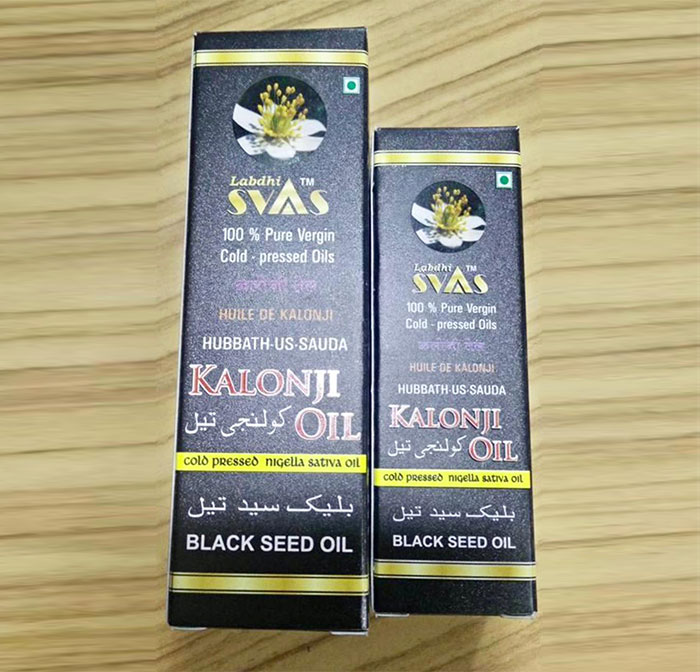 Labdhi
SVAS TM
100 % Pure Vergin
Cold - pressed Oils
HUILE DE KALONJI
HUBBATH-US-SAUDA
KALONJI
کولنجی تیل OIL
COLD PRESSED NIGELLA SATIVA OIL
بلیک سید تیل
BLACK SEED OIL
Labdhi
SVAS TM
100 % Pure Vergin
Cold - pressed Oils
HUILE DE KALONJI
HUBBATH-US-SAUDA
KALONJI
کولنجی تیل OIL
COLD PRESSED NIGELLA SATIVA OIL
بلیک سید تیل
BLACK SEED OIL